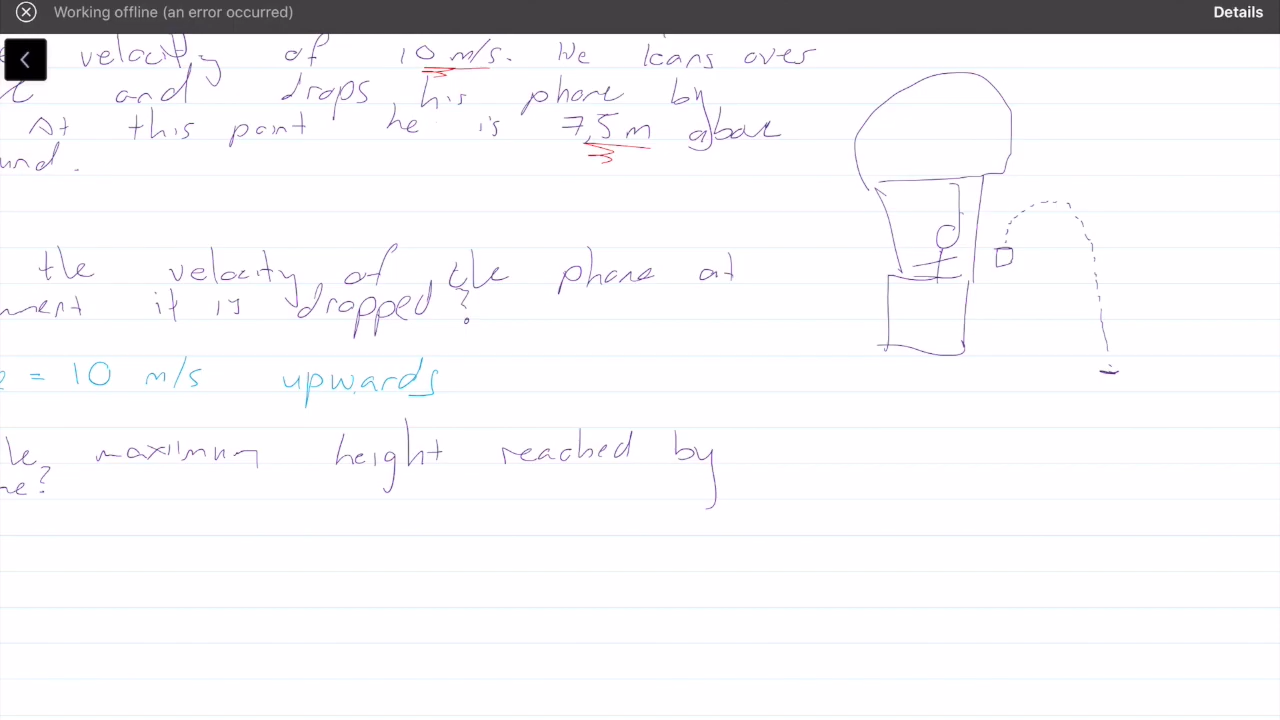 Working offline (an error occurred)
Details
velocity of 10 m/s. He leans over
and drops his phone by
At this point he is 7,5 m above
und.
the velocity of the phone at
ment it is dropped?
= 10 m/s upwards
maximum height reached by
ne?